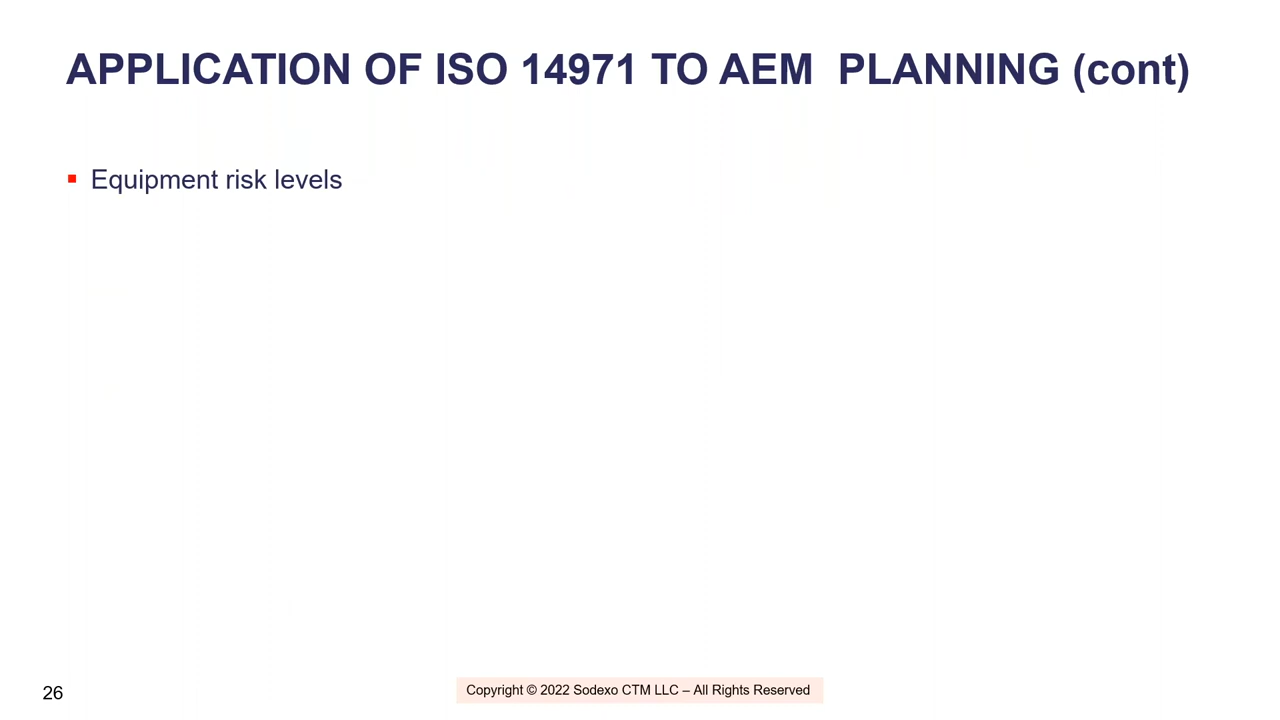 APPLICATION OF ISO 14971 TO AEM  PLANNING (cont)
▪ Equipment risk levels
26
Copyright © 2022 Sodexo CTM LLC – All Rights Reserved